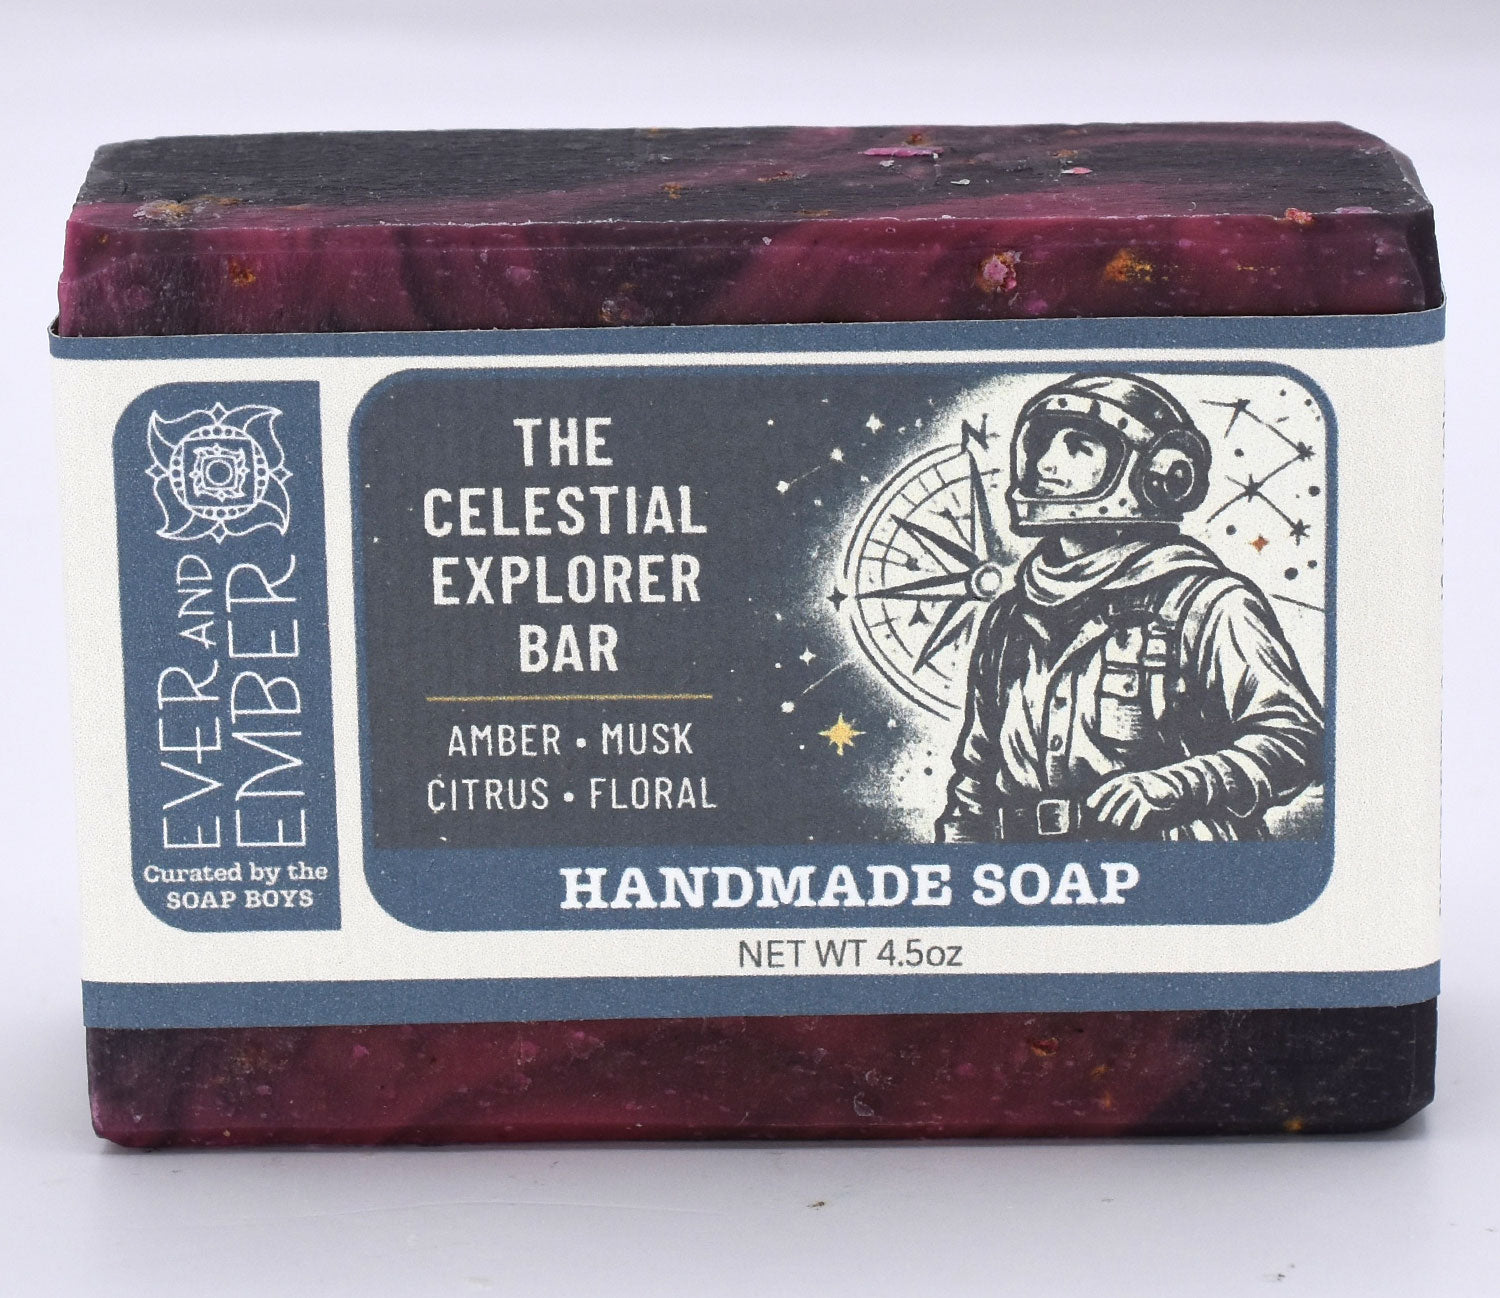 EVER AND
EMBER
Curated by the
SOAP BOYS
THE
CELESTIAL
EXPLORER
BAR
AMBER • MUSK
CITRUS • FLORAL
N
HANDMADE SOAP
NET WT 4.5oz